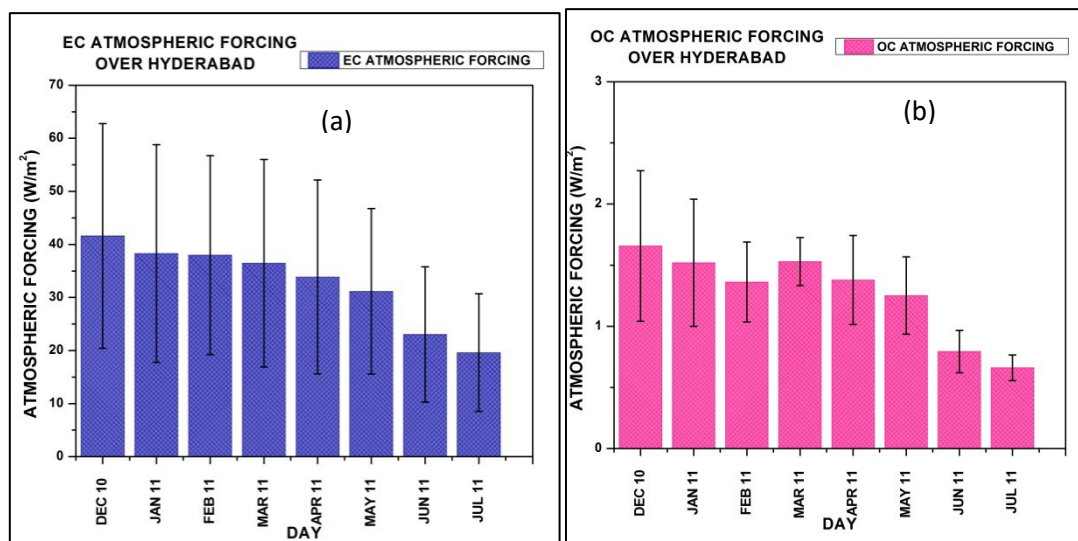 EC ATMOSPHERIC FORCING
OVER HYDERABAD
EC ATMOSPHERIC FORCING
(a)
ATMOSPHERIC FORCING (W/m²)
70
60
50
40
30
20
10
0
DEC 10
JAN 11
FEB 11
MAR 11
APR 11
MAY 11
JUN 11
JUL 11
DAY
OC ATMOSPHERIC FORCING
OVER HYDERABAD
OC ATMOSPHERIC FORCING
(b)
ATMOSPHERIC FORCING (W/m²)
3
2
1
0
DEC 10
JAN 11
FEB 11
MAR 11
APR 11
MAY 11
JUN 11
JUL 11
DAY